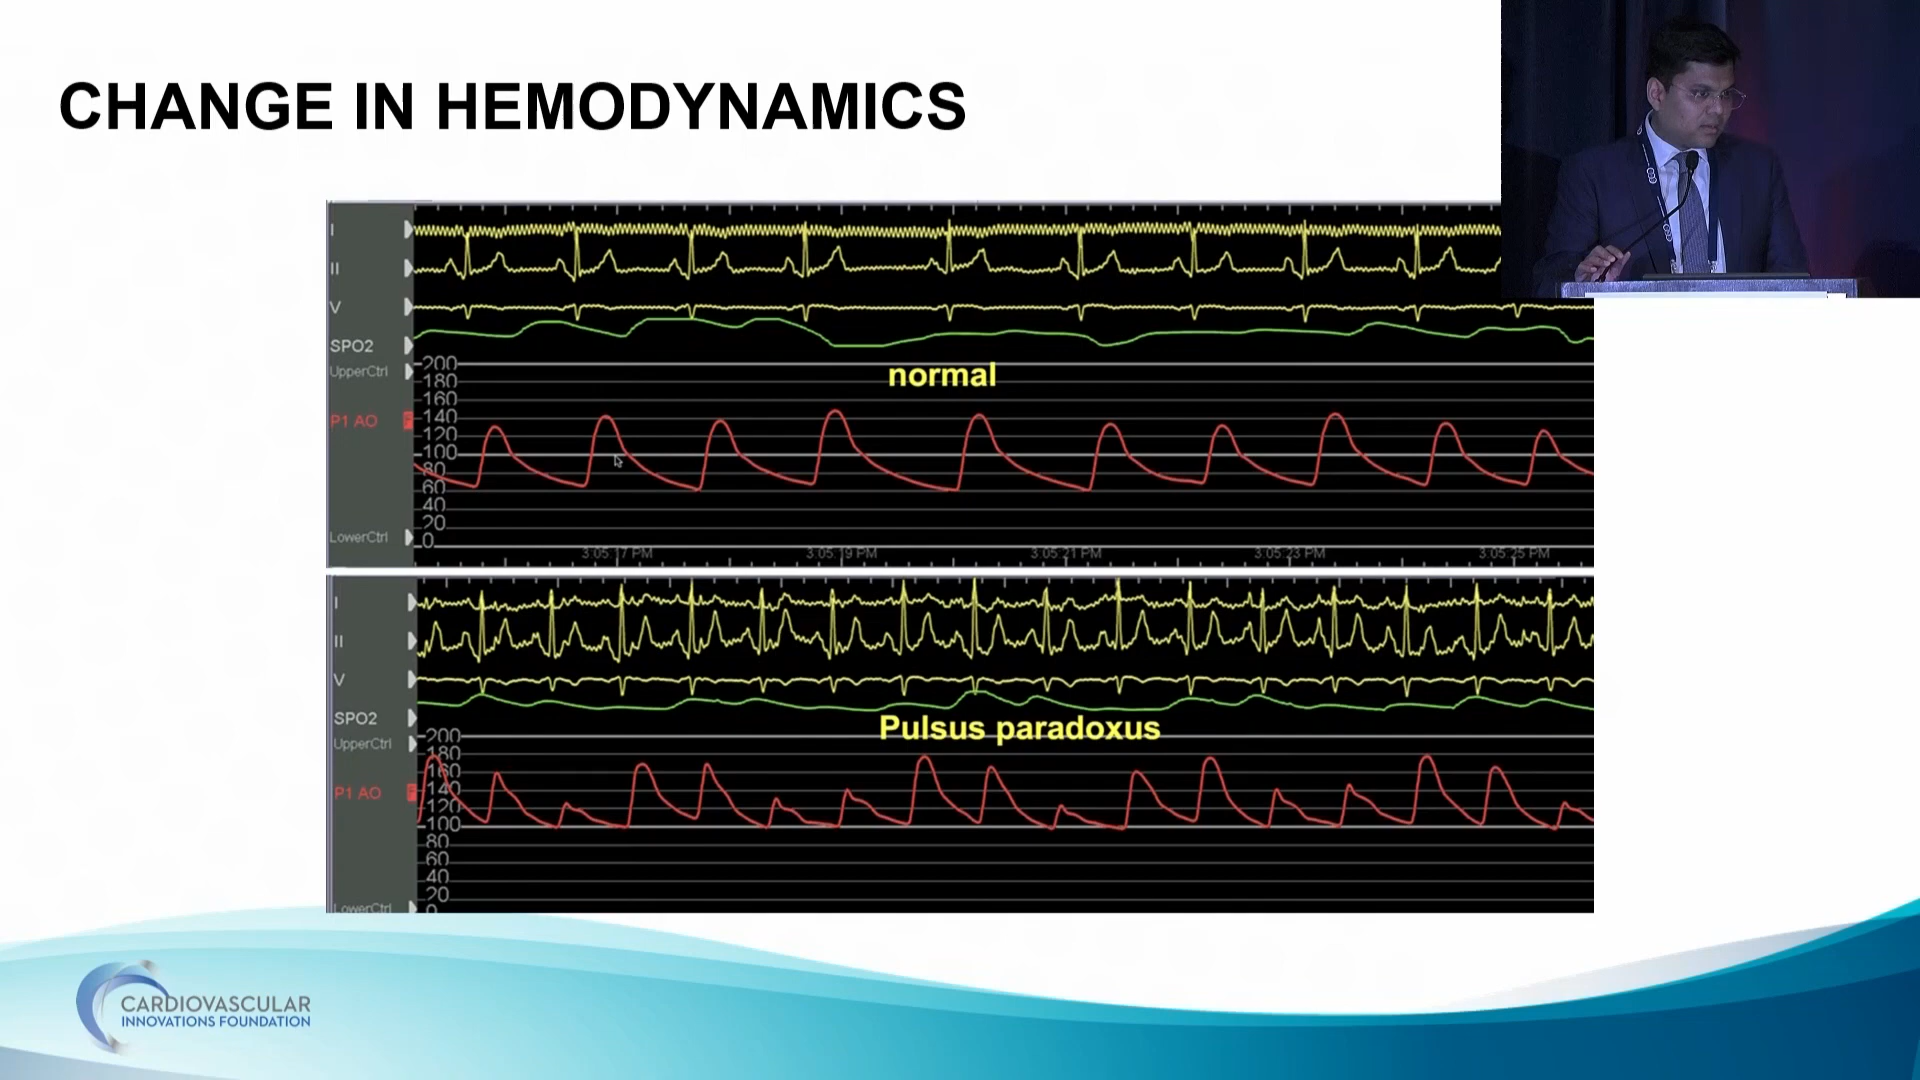 CHANGE IN HEMODYNAMICS
I
II
V
SPO2
UpperCtrl
P1 AO
LowerCtrl
200
180
160
140
120
100
80
60
40
20
0
normal
3:05:17 PM 3:05:19 PM 3:05:21 PM 3:05:23 PM 3:05:25 PM
I
II
V
SPO2
UpperCtrl
P1 AO
LowerCtrl
200
180
160
140
120
100
80
60
40
20
0
Pulsus paradoxus
CARDIOVASCULAR
INNOVATIONS FOUNDATION